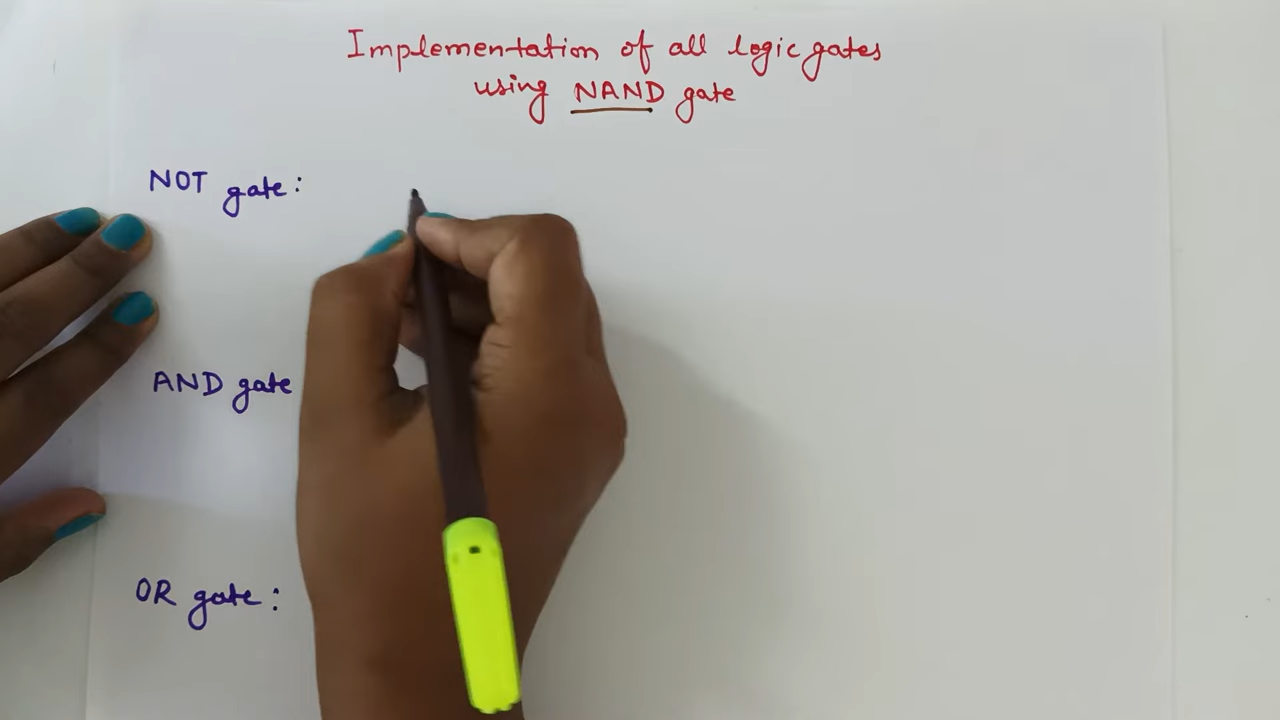 Implementation of all logic gates
using NAND gate
NOT gate:
AND gate
OR gate: